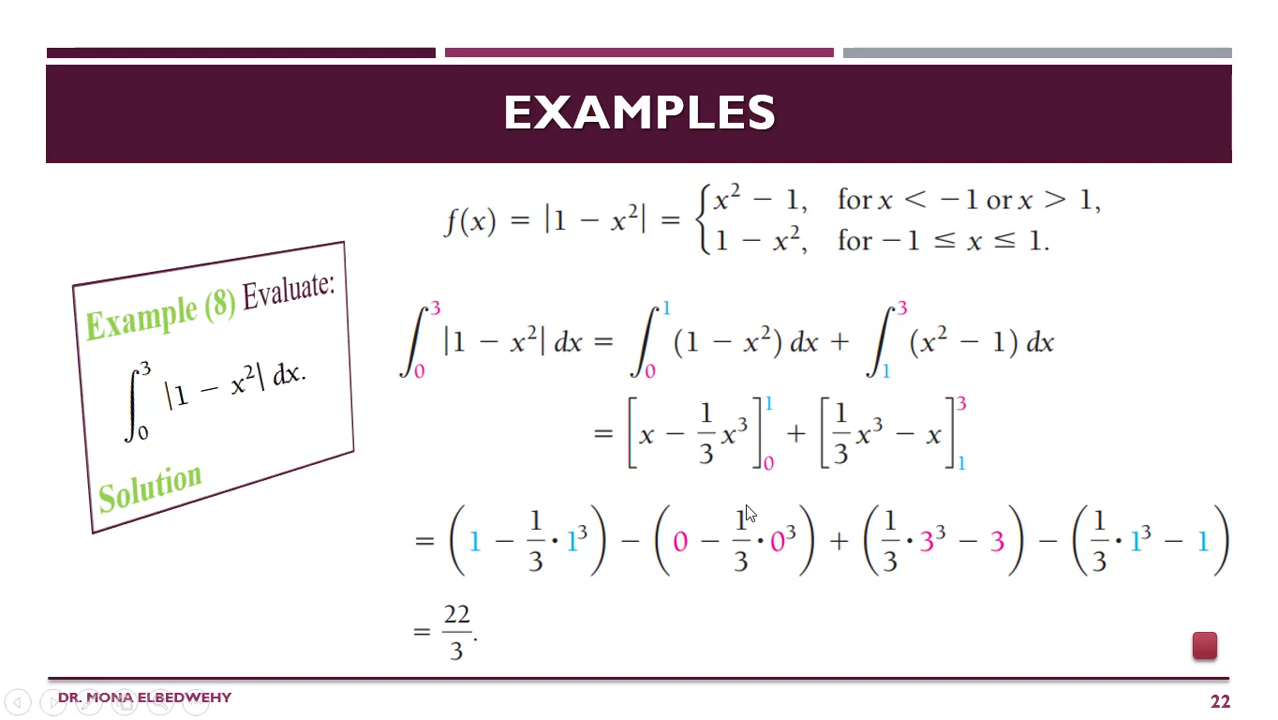 EXAMPLES
f(x) = |1 − x²| = { x² − 1, for x < −1 or x > 1,
1 − x², for −1 ≤ x ≤ 1.
Example (8) Evaluate:
∫₀³ |1 − x²| dx.
Solution
∫₀³ |1 − x²| dx = ∫₀¹ (1 − x²) dx + ∫₁³ (x² − 1) dx
= [x − 1/3 x³]₀¹ + [1/3 x³ − x]₁³
= (1 − 1/3 · 1³) − (0 − 1/3 · 0³) + (1/3 · 3³ − 3) − (1/3 · 1³ − 1)
= 22/3.
DR. MONA ELBEDWEHY
22